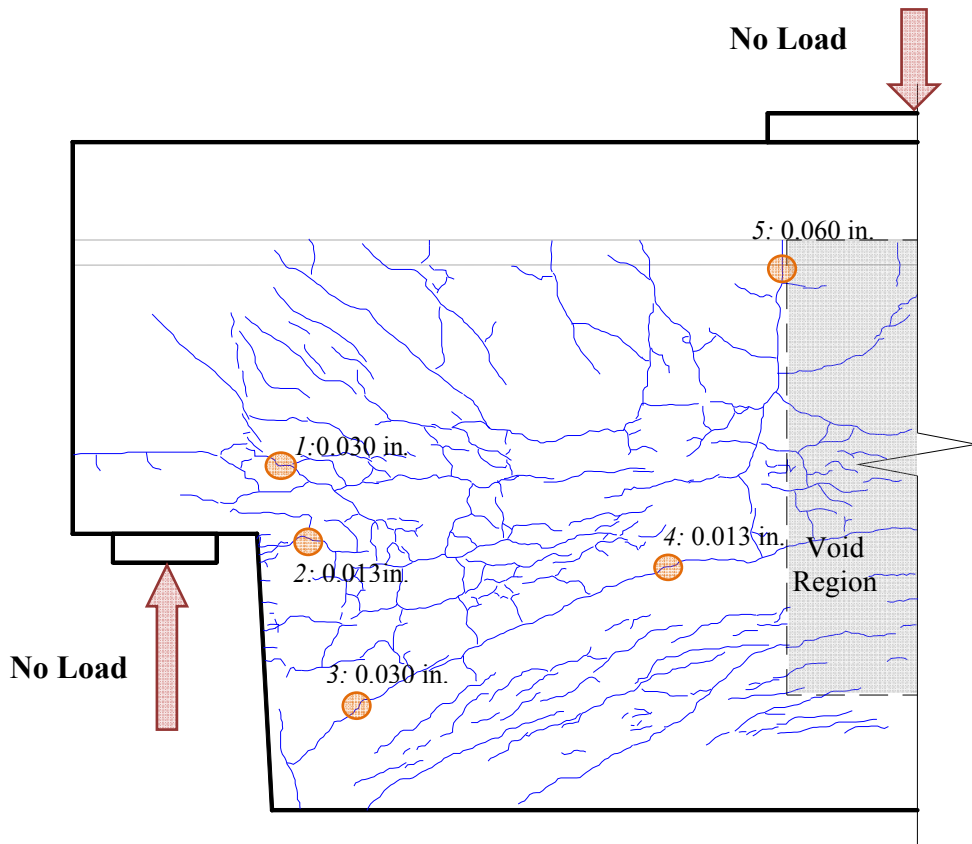 No Load
5: 0.060 in.
1:0.030 in.
4: 0.013 in.
2: 0.013in.
Void
Region
No Load
3: 0.030 in.